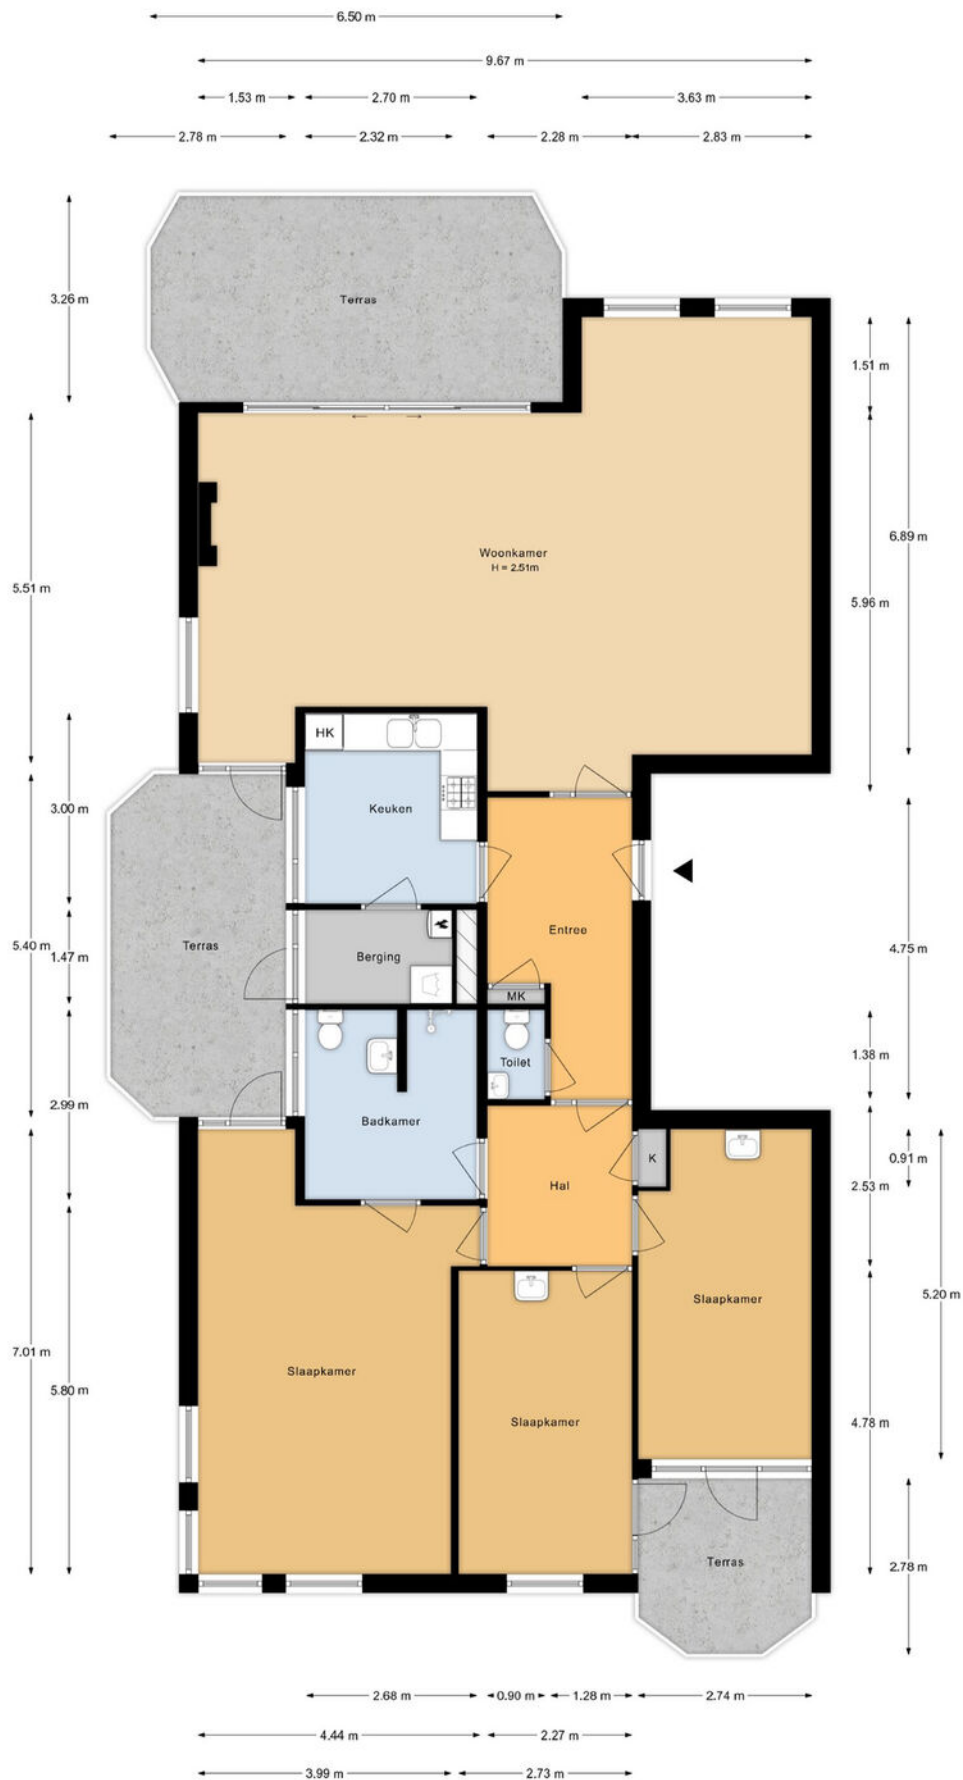 6.50 m
9.67 m
1.53 m
2.70 m
3.63 m
2.78 m
2.32 m
2.28 m
2.83 m
3.26 m
Terras
1.51 m
6.89 m
Woonkamer
H = 2.51m
5.51 m
5.96 m
HK
3.00 m
Keuken
Entree
5.40 m
Terras
1.47 m
Berging
4.75 m
MK
1.38 m
Toilet
2.99 m
Badkamer
K
0.91 m
Hal
2.53 m
5.20 m
Slaapkamer
7.01 m
5.80 m
Slaapkamer
Slaapkamer
4.78 m
Terras
2.78 m
2.68 m
0.90 m
1.28 m
2.74 m
4.44 m
2.27 m
3.99 m
2.73 m